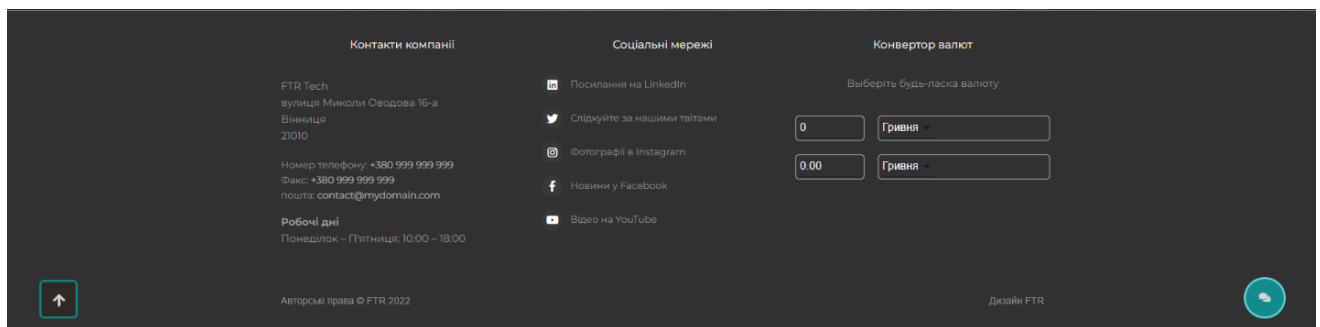 Контакти компанії
FTR Tech
вулиця Миколи Оводова 16-а
Вінниця
21010
Номер телефону: +380 999 999 999
Факс: +380 999 999 999
пошта: contact@mydomain.com
Робочі дні
Понеділок – П'ятниця: 10:00 – 18:00
Соціальні мережі
Посилання на LinkedIn
Слідкуйте за нашими твітами
Фотографії в Instagram
Новини у Facebook
Відео на YouTube
Конвертор валют
Выберіть будь-ласка валюту
0 Гривня
0.00 Гривня
Авторські права © FTR 2022
Дизайн FTR